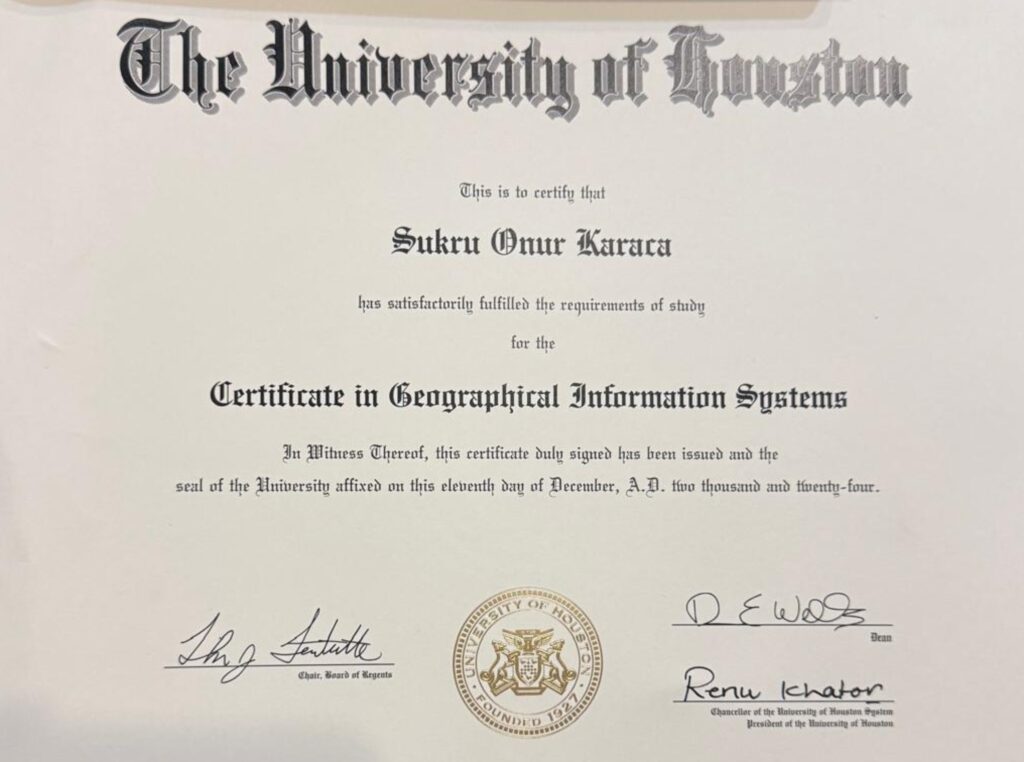 The University of Houston
This is to certify that
Sukru Onur Karaca
has satisfactorily fulfilled the requirements of study
for the
Certificate in Geographical Information Systems
In Witness Thereof, this certificate duly signed has been issued and the
seal of the University affixed on this eleventh day of December, A.D. two thousand and twenty-four.
Chair, Board of Regents
UNIVERSITY OF HOUSTON
FOUNDED 1927
D E Wells
Dean
Renu Khator
Chancellor of the University of Houston System
President of the University of Houston